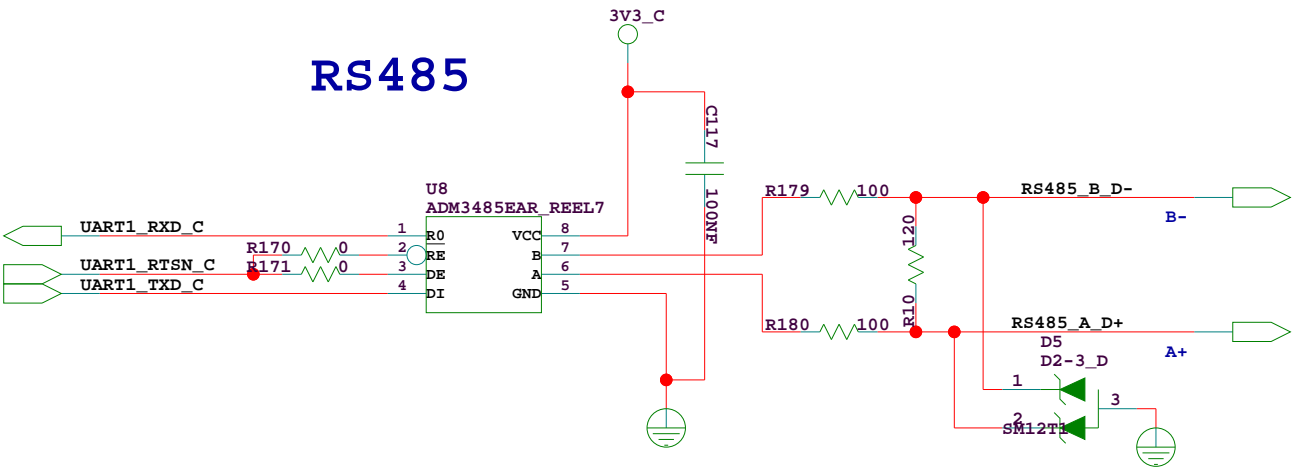 3V3_C
RS485
C117
100NF
U8
ADM3485EAR_REEL7
R179 100
RS485_B_D-
B-
UART1_RXD_C
1 R0
VCC 8
R170 0
2 RE
B 7
120
UART1_RTSN_C
R171 0
3 DE
A 6
UART1_TXD_C
4 DI
GND 5
R10
R180 100
RS485_A_D+
A+
D5
D2-3_D
1
3
2
SM12T1